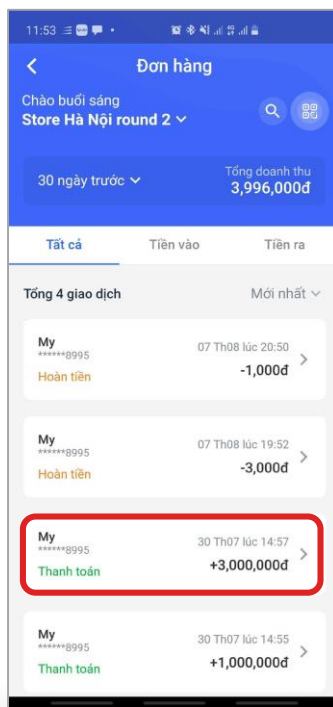 11:53
Đơn hàng
Chào buổi sáng
Store Hà Nội round 2
30 ngày trước
Tổng doanh thu
3,996,000đ
Tất cả Tiền vào Tiền ra
Tổng 4 giao dịch Mới nhất
My 07 Th08 lúc 20:50
******8995 -1,000đ
Hoàn tiền
My 07 Th08 lúc 19:52
******8995 -3,000đ
Hoàn tiền
My 30 Th07 lúc 14:57
******8995 +3,000,000đ
Thanh toán
My 30 Th07 lúc 14:55
******8995 +1,000,000đ
Thanh toán